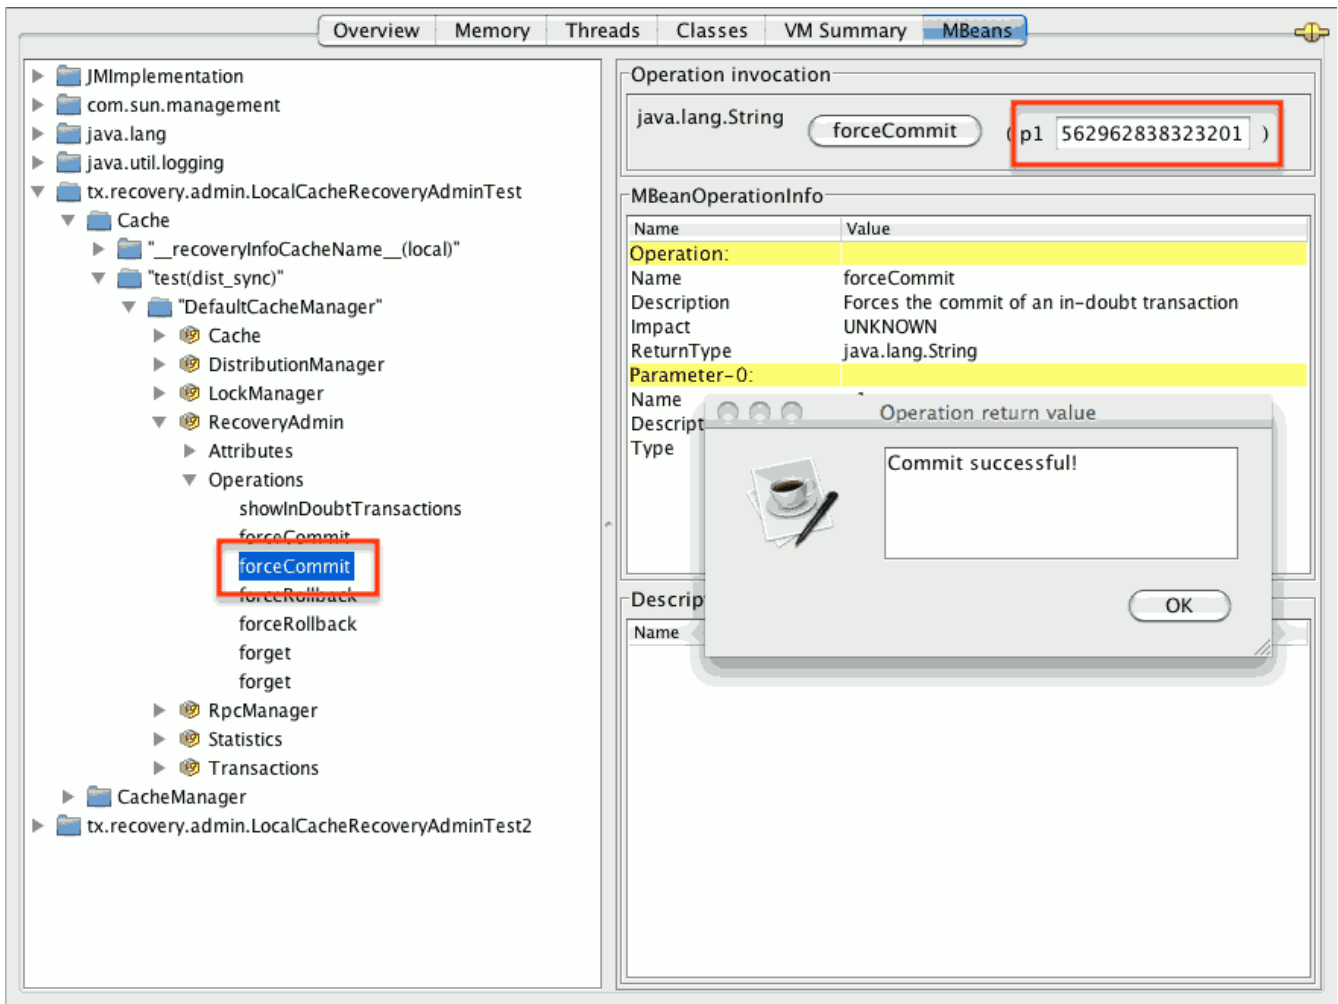 Overview Memory Threads Classes VM Summary MBeans
JMImplementation
com.sun.management
java.lang
java.util.logging
tx.recovery.admin.LocalCacheRecoveryAdminTest
Cache
"__recoveryInfoCacheName__(local)"
"test(dist_sync)"
"DefaultCacheManager"
Cache
DistributionManager
LockManager
RecoveryAdmin
Attributes
Operations
showInDoubtTransactions
forceCommit
forceCommit
forceRollback
forceRollback
forget
forget
RpcManager
Statistics
Transactions
CacheManager
tx.recovery.admin.LocalCacheRecoveryAdminTest2
Operation invocation
java.lang.String forceCommit ( p1 562962838323201 )
MBeanOperationInfo
Name Value
Operation:
Name forceCommit
Description Forces the commit of an in-doubt transaction
Impact UNKNOWN
ReturnType java.lang.String
Parameter-0:
Name
Descript
Type
Operation return value
Commit successful!
OK
Descrip
Name